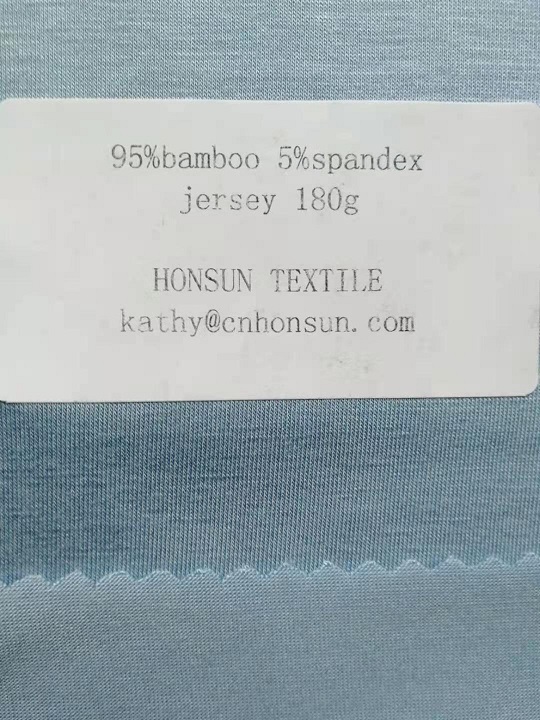 95%bamboo 5%spandex
jersey 180g
HONSUN TEXTILE
kathy@cnhonsun.com